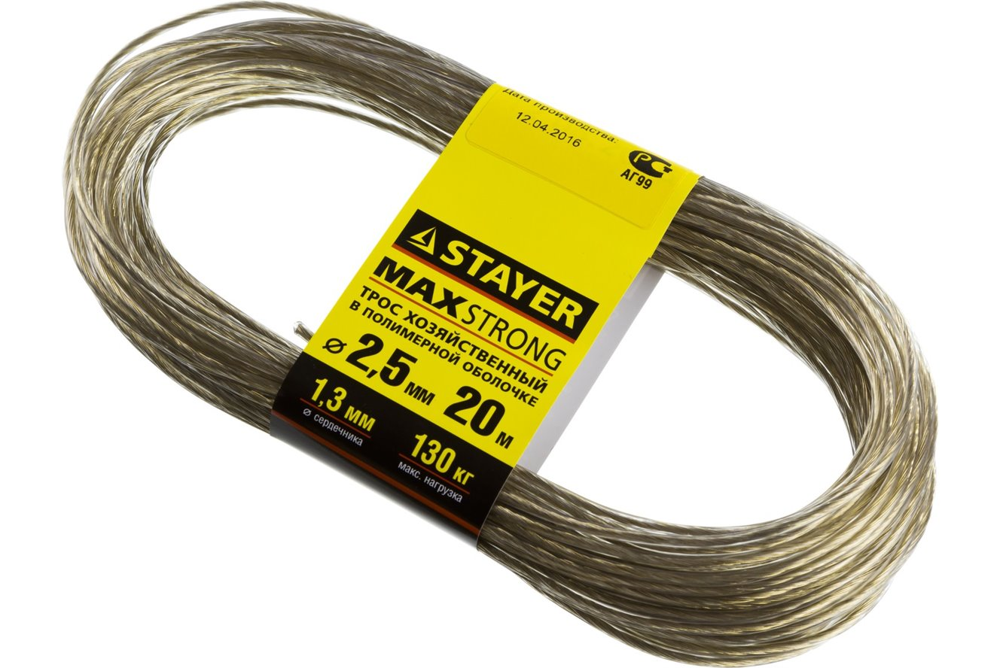 Дата производства:
12.04.2016
РС
АГ99
STAYER
MAXSTRONG
ТРОС ХОЗЯЙСТВЕННЫЙ
В ПОЛИМЕРНОЙ ОБОЛОЧКЕ
⌀ 2,5 мм 20 м
1,3 мм
⌀ сердечника
130 кг
макс. нагрузка